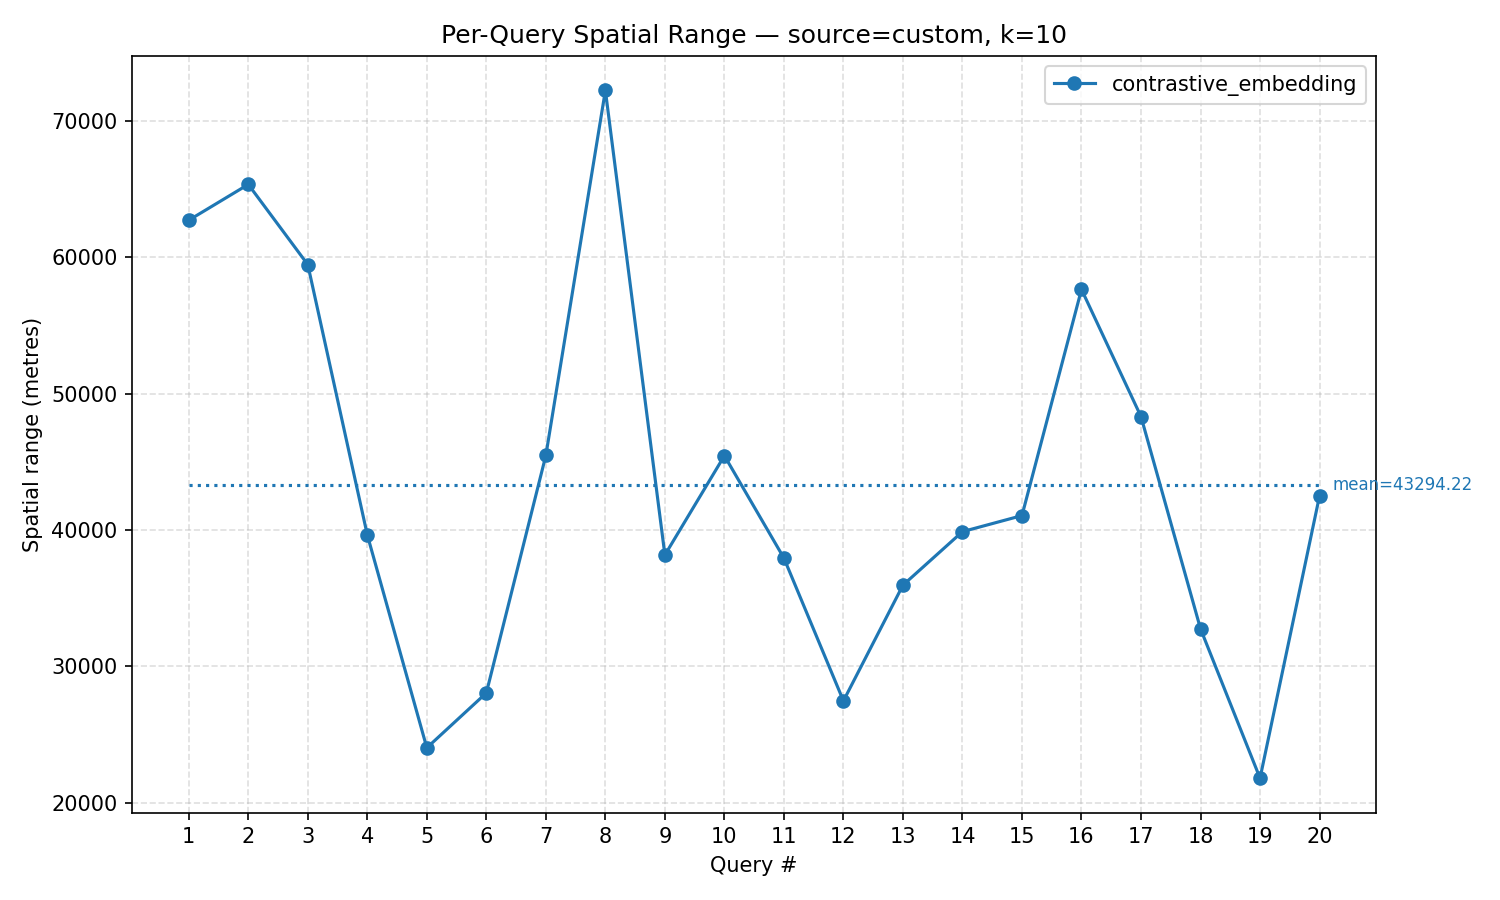 Per-Query Spatial Range — source=custom, k=10
contrastive_embedding
70000
60000
50000
40000
30000
20000
Spatial range (metres)
mean=43294.22
1 2 3 4 5 6 7 8 9 10 11 12 13 14 15 16 17 18 19 20
Query #